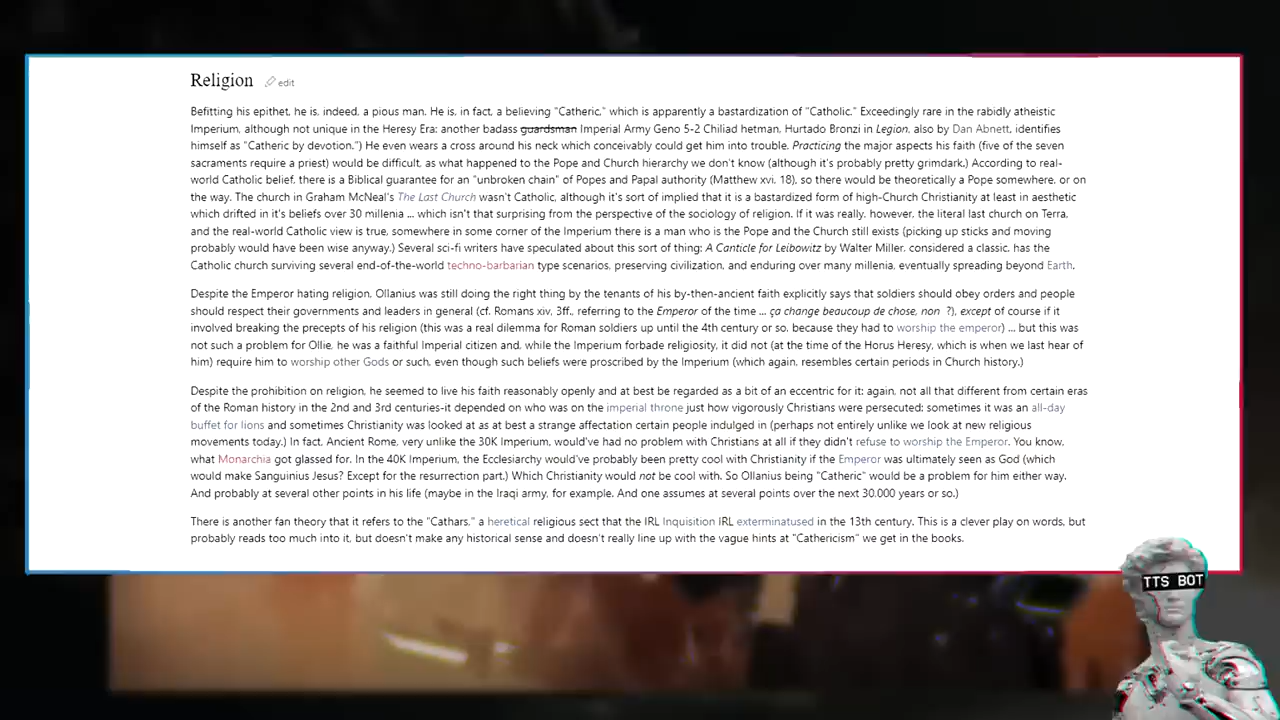 Religion edit
Befitting his epithet, he is, indeed, a pious man. He is, in fact, a believing "Catheric," which is apparently a bastardization of "Catholic." Exceedingly rare in the rabidly atheistic
Imperium, although not unique in the Heresy Era: another badass guardsman Imperial Army Geno 5-2 Chiliad hetman, Hurtado Bronzi in Legion, also by Dan Abnett, identifies
himself as "Catheric by devotion.") He even wears a cross around his neck which conceivably could get him into trouble. Practicing the major aspects his faith (five of the seven
sacraments require a priest) would be difficult, as what happened to the Pope and Church hierarchy we don't know (although it's probably pretty grimdark.) According to real-
world Catholic belief, there is a Biblical guarantee for an "unbroken chain" of Popes and Papal authority (Matthew xvi, 18), so there would be theoretically a Pope somewhere, or on
the way. The church in Graham McNeal's The Last Church wasn't Catholic, although it's sort of implied that it is a bastardized form of high-Church Christianity at least in aesthetic
which drifted in it's beliefs over 30 millenia ... which isn't that surprising from the perspective of the sociology of religion. If it was really, however, the literal last church on Terra,
and the real-world Catholic view is true, somewhere in some corner of the Imperium there is a man who is the Pope and the Church still exists (picking up sticks and moving
probably would have been wise anyway.) Several sci-fi writers have speculated about this sort of thing: A Canticle for Leibowitz by Walter Miller, considered a classic, has the
Catholic church surviving several end-of-the-world techno-barbarian type scenarios, preserving civilization, and enduring over many millenia, eventually spreading beyond Earth.
Despite the Emperor hating religion, Ollanius was still doing the right thing by the tenants of his by-then-ancient faith explicitly says that soldiers should obey orders and people
should respect their governments and leaders in general (cf. Romans xiv, 3ff., referring to the Emperor of the time ... ça change beaucoup de chose, non ?), except of course if it
involved breaking the precepts of his religion (this was a real dilemma for Roman soldiers up until the 4th century or so, because they had to worship the emperor) ... but this was
not such a problem for Ollie, he was a faithful Imperial citizen and, while the Imperium forbade religiosity, it did not (at the time of the Horus Heresy, which is when we last hear of
him) require him to worship other Gods or such, even though such beliefs were proscribed by the Imperium (which again, resembles certain periods in Church history.)
Despite the prohibition on religion, he seemed to live his faith reasonably openly and at best be regarded as a bit of an eccentric for it: again, not all that different from certain eras
of the Roman history in the 2nd and 3rd centuries-it depended on who was on the imperial throne just how vigorously Christians were persecuted: sometimes it was an all-day
buffet for lions and sometimes Christianity was looked at as at best a strange affectation certain people indulged in (perhaps not entirely unlike we look at new religious
movements today.) In fact, Ancient Rome, very unlike the 30K Imperium, would've had no problem with Christians at all if they didn't refuse to worship the Emperor. You know,
what Monarchia got glassed for. In the 40K Imperium, the Ecclesiarchy would've probably been pretty cool with Christianity if the Emperor was ultimately seen as God (which
would make Sanguinius Jesus? Except for the resurrection part.) Which Christianity would not be cool with. So Ollanius being "Catheric" would be a problem for him either way.
And probably at several other points in his life (maybe in the Iraqi army, for example. And one assumes at several points over the next 30.000 years or so.)
There is another fan theory that it refers to the "Cathars," a heretical religious sect that the IRL Inquisition IRL exterminatused in the 13th century. This is a clever play on words, but
probably reads too much into it, but doesn't make any historical sense and doesn't really line up with the vague hints at "Cathericism" we get in the books.
TTS BOT